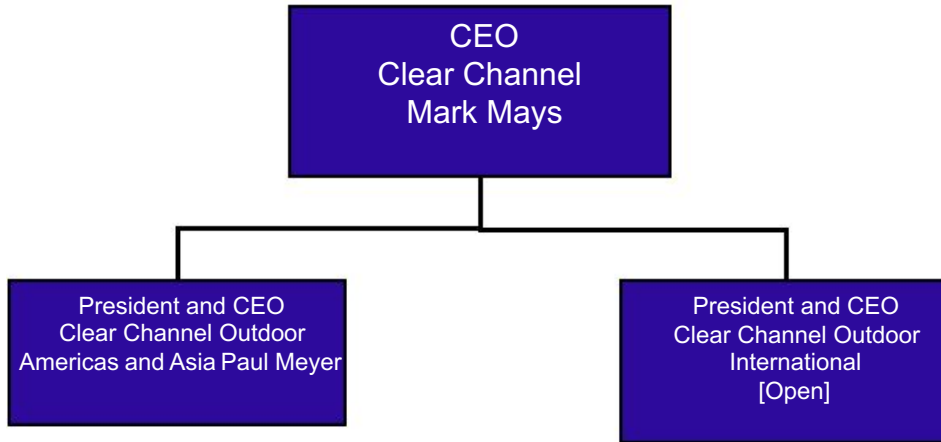 CEO
Clear Channel
Mark Mays
President and CEO
Clear Channel Outdoor
Americas and Asia Paul Meyer
President and CEO
Clear Channel Outdoor
International
[Open]